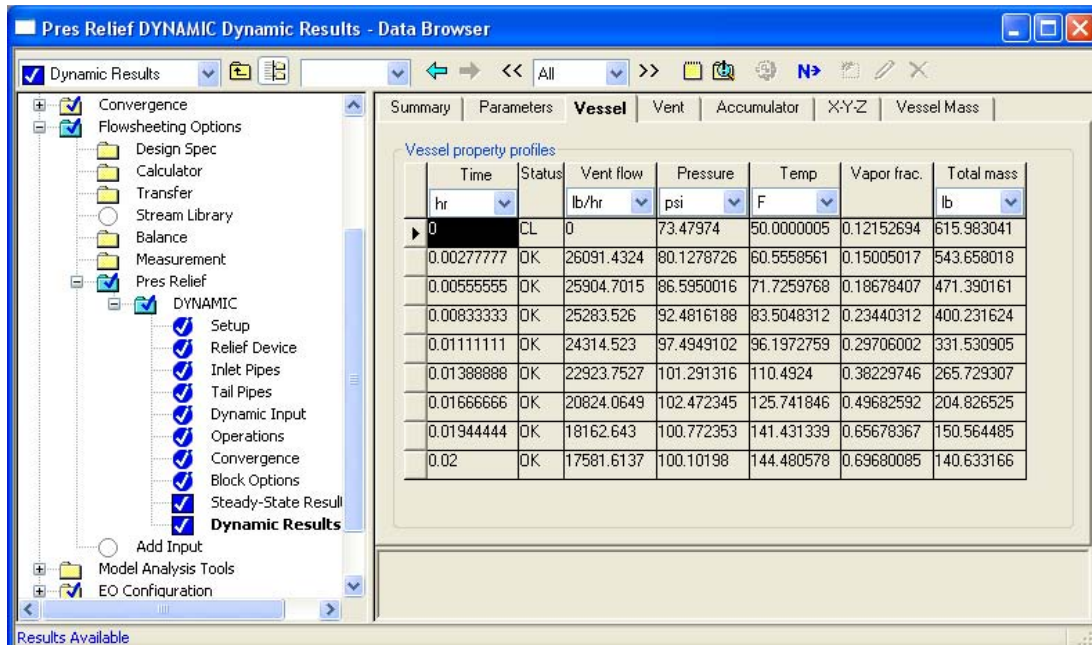 Pres Relief DYNAMIC Dynamic Results - Data Browser
Dynamic Results << All >> N
Convergence
Flowsheeting Options
Design Spec
Calculator
Transfer
Stream Library
Balance
Measurement
Pres Relief
DYNAMIC
Setup
Relief Device
Inlet Pipes
Tail Pipes
Dynamic Input
Operations
Convergence
Block Options
Steady-State Resul
Dynamic Results
Add Input
Model Analysis Tools
EO Configuration
Summary Parameters Vessel Vent Accumulator X-Y-Z Vessel Mass
Vessel property profiles
Time Status Vent flow Pressure Temp Vapor frac. Total mass
hr lb/hr psi F lb
0 CL 0 73.47974 50.0000005 0.12152694 615.983041
0.00277777 OK 26091.4324 80.1278726 60.5558561 0.15005017 543.658018
0.00555555 OK 25904.7015 86.5950016 71.7259768 0.18678407 471.390161
0.00833333 OK 25283.526 92.4816188 83.5048312 0.23440312 400.231624
0.01111111 OK 24314.523 97.4949102 96.1972759 0.29706002 331.530905
0.01388888 OK 22923.7527 101.291316 110.4924 0.38229746 265.729307
0.01666666 OK 20824.0649 102.472345 125.741846 0.49682592 204.826525
0.01944444 OK 18162.643 100.772353 141.431339 0.65678367 150.564485
0.02 OK 17581.6137 100.10198 144.480578 0.69680085 140.633166
Results Available